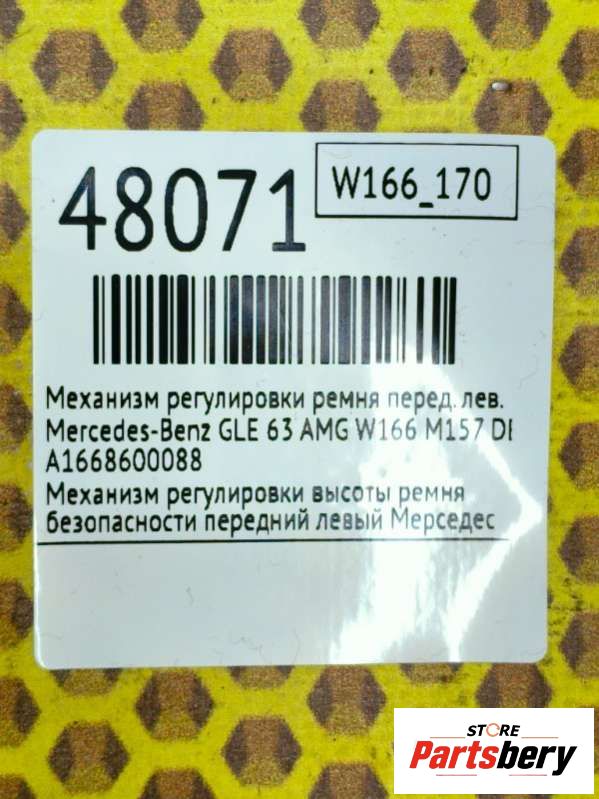 48071
W166_170
Механизм регулировки ремня перед. лев.
Mercedes-Benz GLE 63 AMG W166 M157 DE
A1668600088
Механизм регулировки высоты ремня
безопасности передний левый Мерседес
STORE
Partsbery